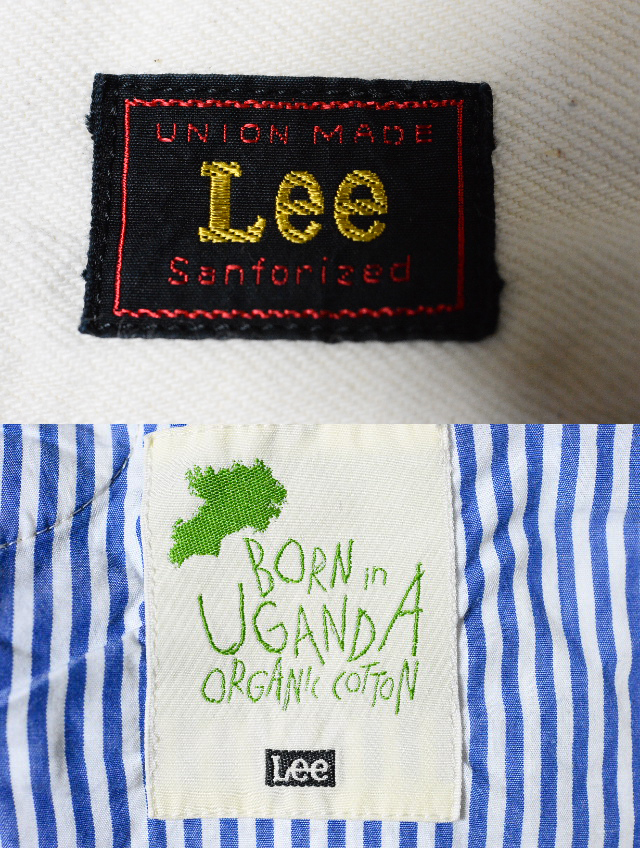 UNION MADE
Lee
Sanforized
BORN in
UGANDA
ORGANIC COTTON
Lee